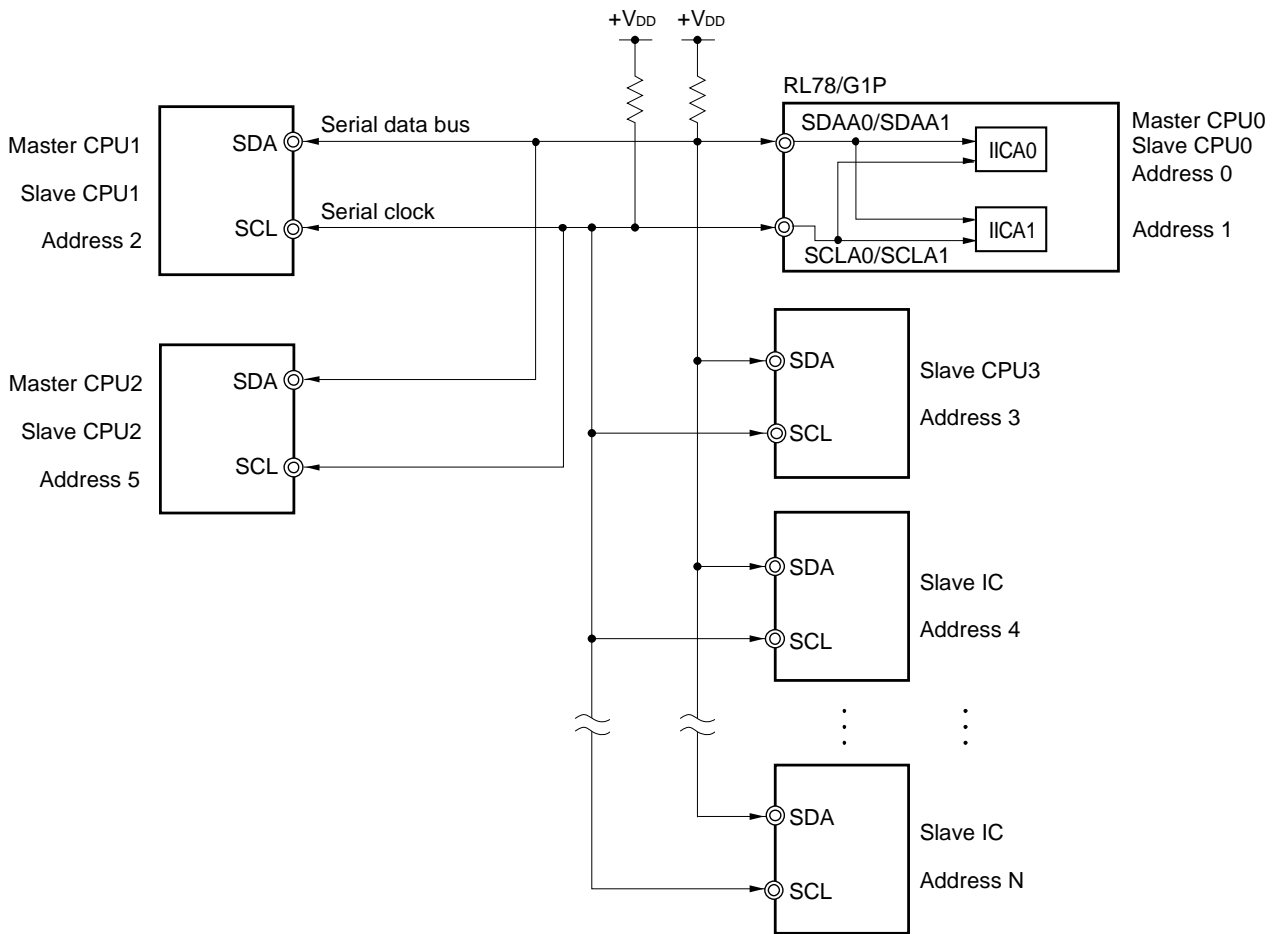 +VDD +VDD
RL78/G1P
Master CPU1
Slave CPU1
Address 2
SDA
SCL
Serial data bus
Serial clock
SDAA0/SDAA1
IICA0
IICA1
SCLA0/SCLA1
Master CPU0
Slave CPU0
Address 0
Address 1
Master CPU2
Slave CPU2
Address 5
SDA
SCL
SDA
SCL
Slave CPU3
Address 3
SDA
SCL
Slave IC
Address 4
SDA
SCL
Slave IC
Address N